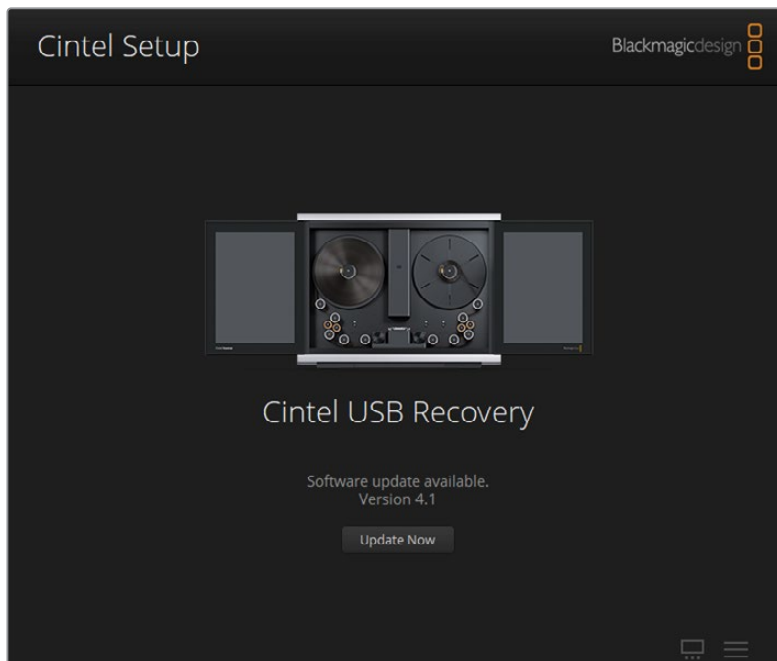 Cintel Setup
Blackmagicdesign
Cintel USB Recovery
Software update available.
Version 4.1
Update Now